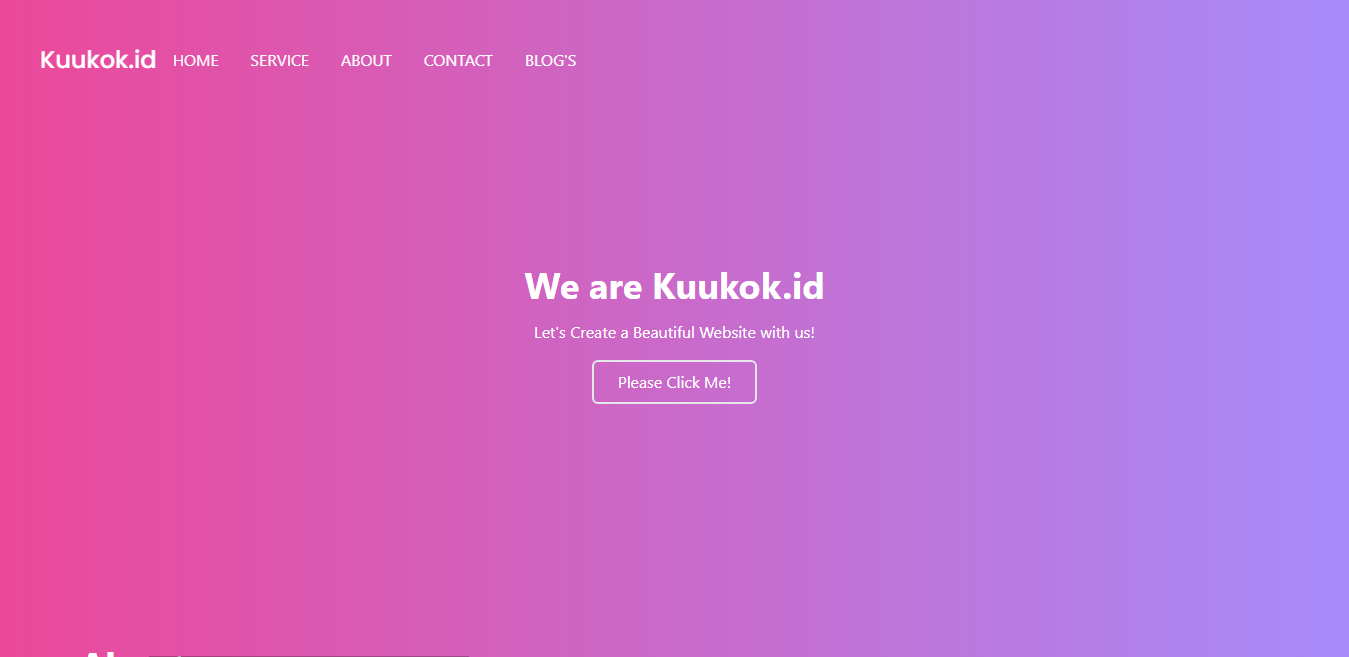 Kuukok.id HOME SERVICE ABOUT CONTACT BLOG'S
We are Kuukok.id
Let's Create a Beautiful Website with us!
Please Click Me!